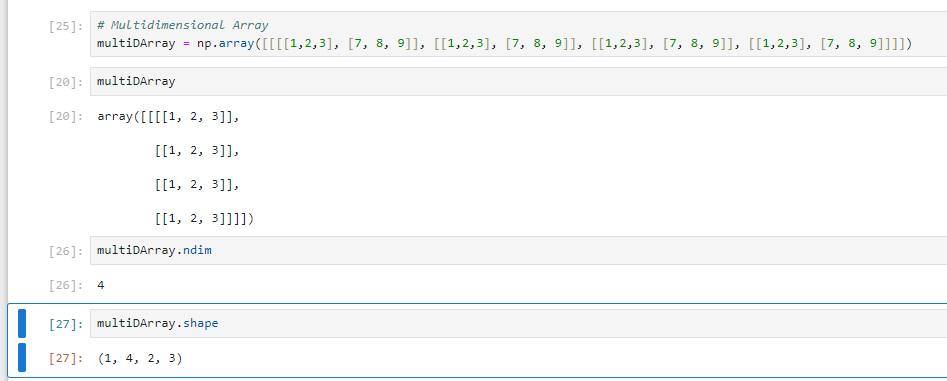 [25]: # Multidimensional Array
multiDArray = np.array([[[[1,2,3], [7, 8, 9]], [[1,2,3], [7, 8, 9]], [[1,2,3], [7, 8, 9]], [[1,2,3], [7, 8, 9]]]])
[20]: multiDArray
[20]: array([[[[1, 2, 3]],
[[1, 2, 3]],
[[1, 2, 3]],
[[1, 2, 3]]]])
[26]: multiDArray.ndim
[26]: 4
[27]: multiDArray.shape
[27]: (1, 4, 2, 3)